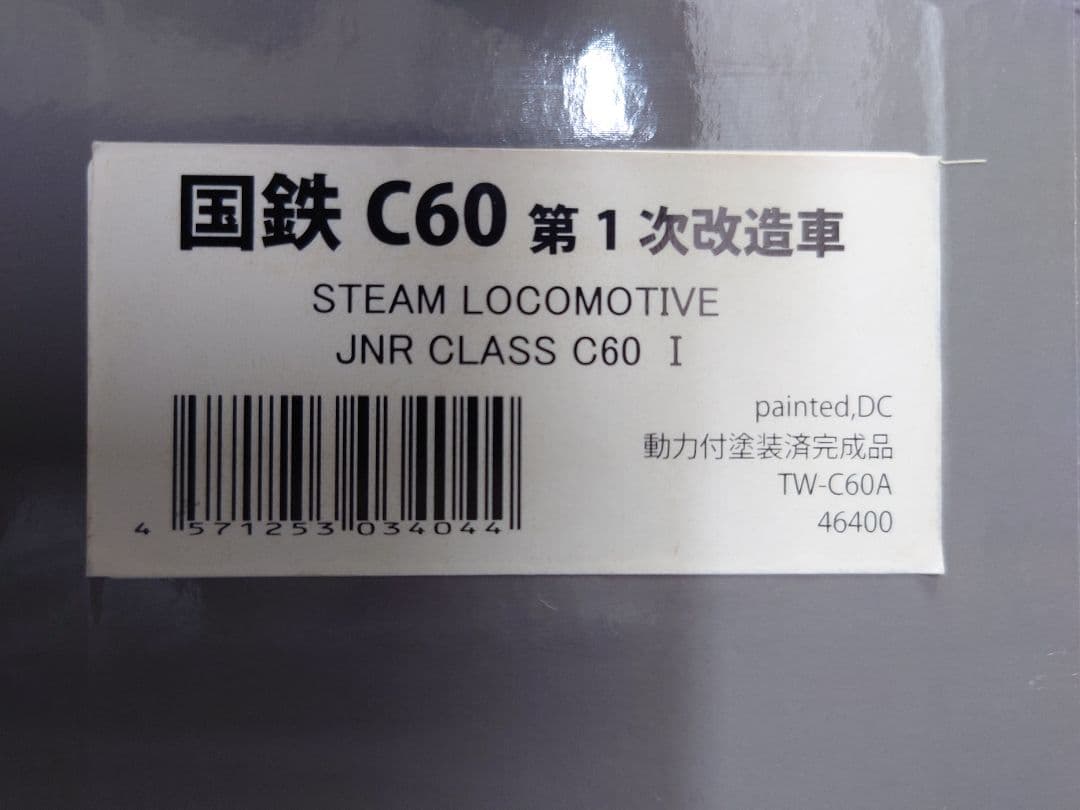 国鉄 C60 第1次改造車
STEAM LOCOMOTIVE
JNR CLASS C60 I
painted,DC
動力付塗装済完成品
TW-C60A
46400
4 571253 034044